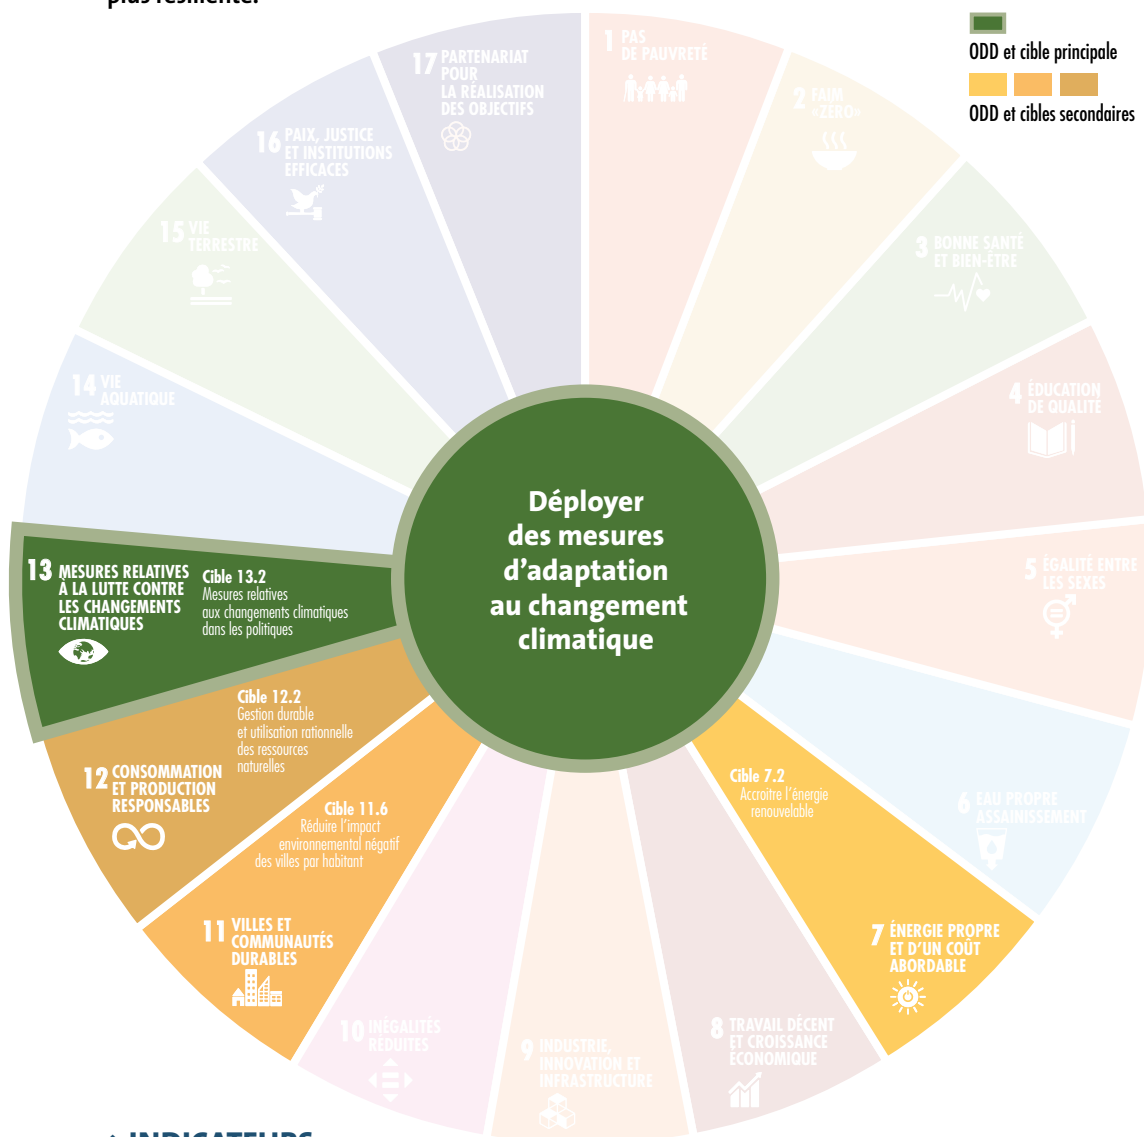 plus résiliente.
ODD et cible principale
ODD et cibles secondaires
1 PAS
DE PAUVRETÉ
2 FAIM
«ZÉRO»
3 BONNE SANTÉ
ET BIEN-ÊTRE
4 ÉDUCATION
DE QUALITÉ
5 ÉGALITÉ ENTRE
LES SEXES
6 EAU PROPRE
ASSAINISSEMENT
Cible 7.2
Accroitre l’énergie
renouvelable
7 ÉNERGIE PROPRE
ET D’UN COÛT
ABORDABLE
8 TRAVAIL DÉCENT
ET CROISSANCE
ÉCONOMIQUE
9 INDUSTRIE,
INNOVATION ET
INFRASTRUCTURE
10 INÉGALITÉS
RÉDUITES
Cible 11.6
Réduire l’impact
environnemental négatif
des villes par habitant
11 VILLES ET
COMMUNAUTÉS
DURABLES
Cible 12.2
Gestion durable
et utilisation rationnelle
des ressources
naturelles
12 CONSOMMATION
ET PRODUCTION
RESPONSABLES
13 MESURES RELATIVES
À LA LUTTE CONTRE
LES CHANGEMENTS
CLIMATIQUES
Cible 13.2
Mesures relatives
aux changements climatiques
dans les politiques
14 VIE
AQUATIQUE
15 VIE
TERRESTRE
16 PAIX, JUSTICE
ET INSTITUTIONS
EFFICACES
17 PARTENARIAT
POUR
LA RÉALISATION
DES OBJECTIFS
Déployer
des mesures
d’adaptation
au changement
climatique
INDICATEURS